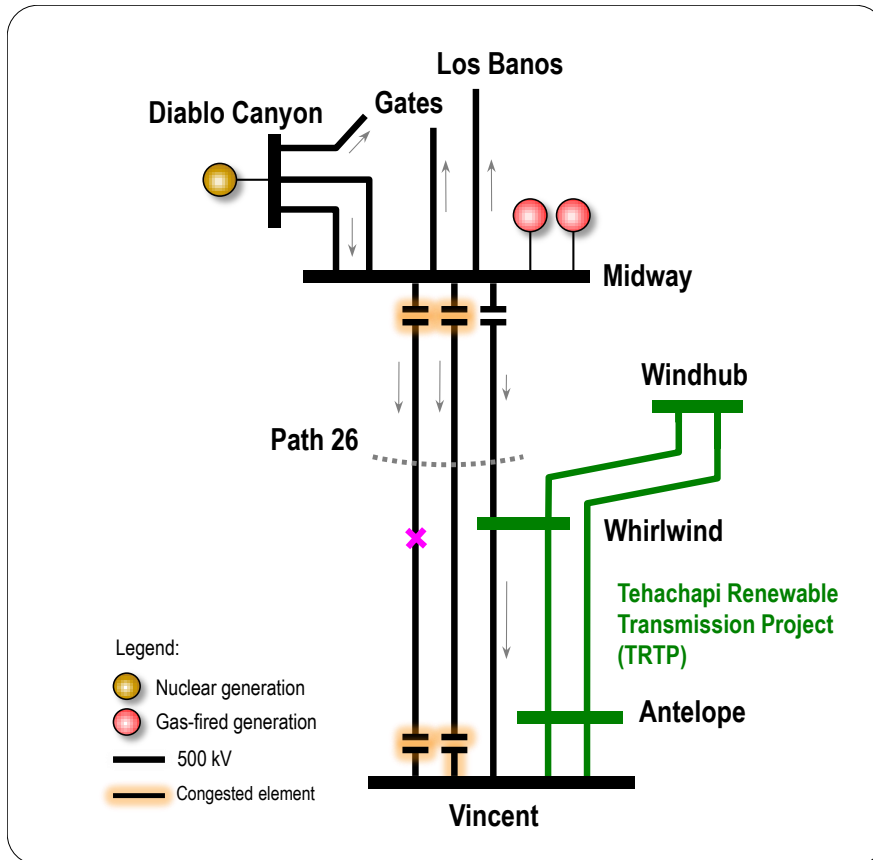 Los Banos
Gates
Diablo Canyon
Midway
Windhub
Path 26
Whirlwind
Tehachapi Renewable
Transmission Project
(TRTP)
Legend:
Nuclear generation
Gas-fired generation
500 kV
Congested element
Antelope
Vincent